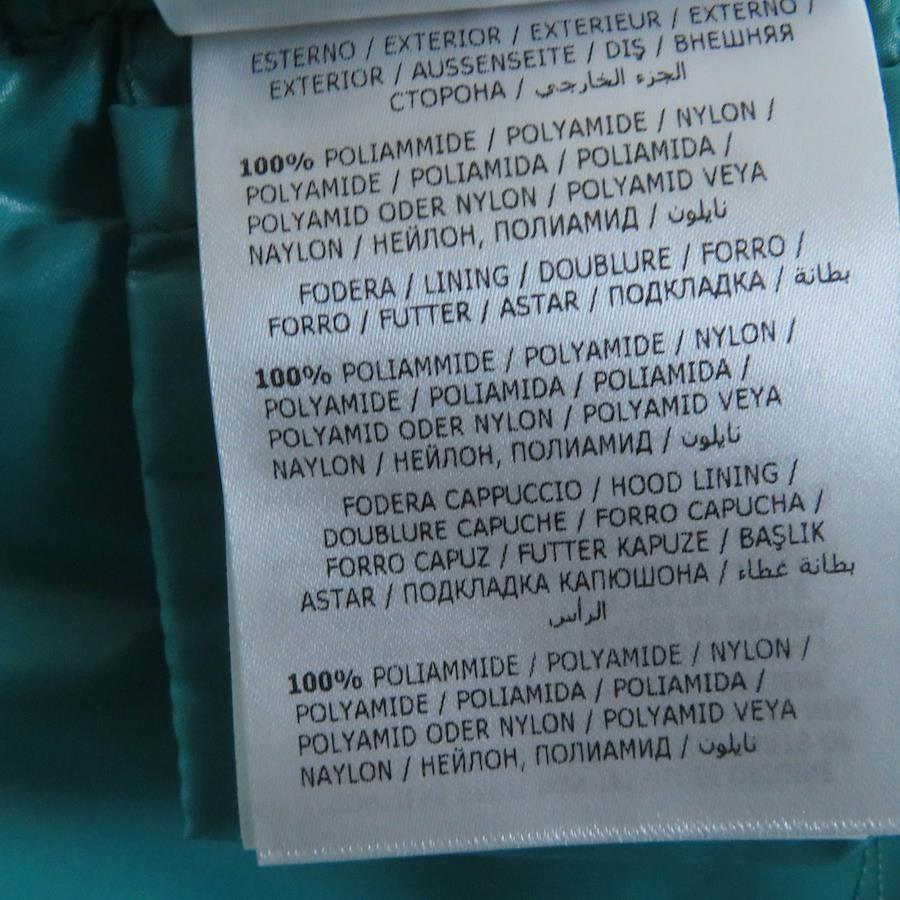 ESTERNO / EXTERIOR / EXTERIEUR / EXTERNO /
EXTERIOR / AUSSENSEITE / DIŞ / ВНЕШНЯЯ
СТОРОНА / الجزء الخارجي
100% POLIAMMIDE / POLYAMIDE / NYLON /
POLYAMIDE / POLIAMIDA / POLIAMIDA /
POLYAMID ODER NYLON / POLYAMID VEYA
NAYLON / НЕЙЛОН, ПОЛИАМИД / نايلون
FODERA / LINING / DOUBLURE / FORRO /
FORRO / FUTTER / ASTAR / ПОДКЛАДКА / بطانة
100% POLIAMMIDE / POLYAMIDE / NYLON /
POLYAMIDE / POLIAMIDA / POLIAMIDA /
POLYAMID ODER NYLON / POLYAMID VEYA
NAYLON / НЕЙЛОН, ПОЛИАМИД / نايلون
FODERA CAPPUCCIO / HOOD LINING /
DOUBLURE CAPUCHE / FORRO CAPUCHA /
FORRO CAPUZ / FUTTER KAPUZE / BAŞLIK
ASTAR / ПОДКЛАДКА КАПЮШОНА / بطانة غطاء
الرأس
100% POLIAMMIDE / POLYAMIDE / NYLON /
POLYAMIDE / POLIAMIDA / POLIAMIDA /
POLYAMID ODER NYLON / POLYAMID VEYA
NAYLON / НЕЙЛОН, ПОЛИАМИД / نايلون